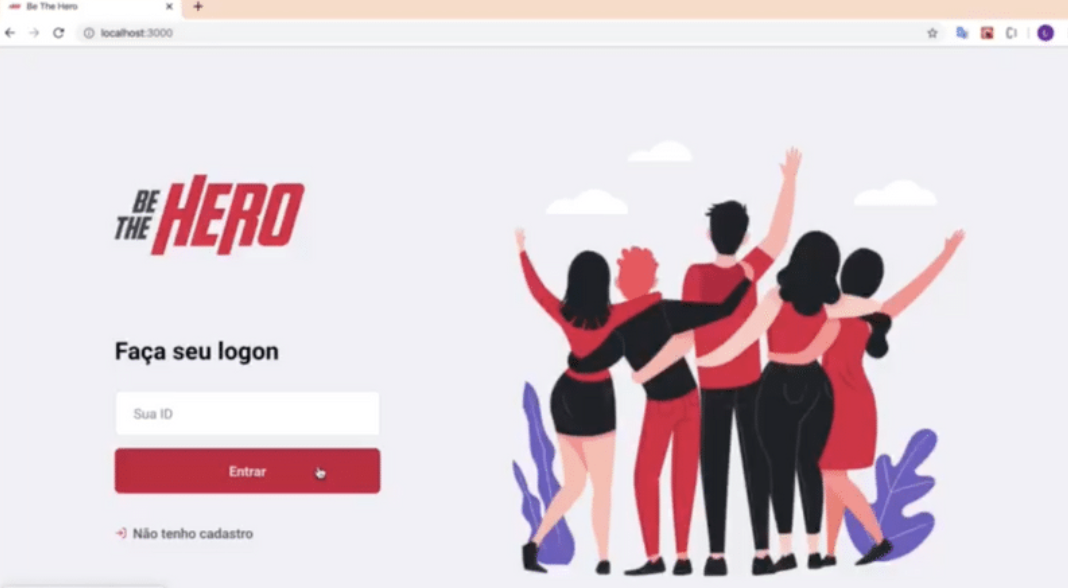 Be The Hero
localhost:3000
BE
THE HERO
Faça seu logon
Sua ID
Entrar
Não tenho cadastro